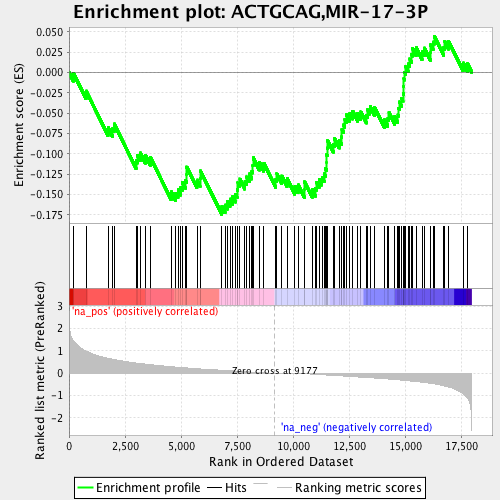 Enrichment plot: ACTGCAG,MIR-17-3P
Enrichment score (ES)
0.050
0.025
0.000
-0.025
-0.050
-0.075
-0.100
-0.125
-0.150
-0.175
'na_pos' (positively correlated)
Ranked list metric (PreRanked)
3
2
1
0
-1
-2
Zero cross at 9177
'na_neg' (negatively correlated)
0
2,500
5,000
7,500
10,000
12,500
15,000
17,500
Rank in Ordered Dataset
Enrichment profile
Hits
Ranking metric scores